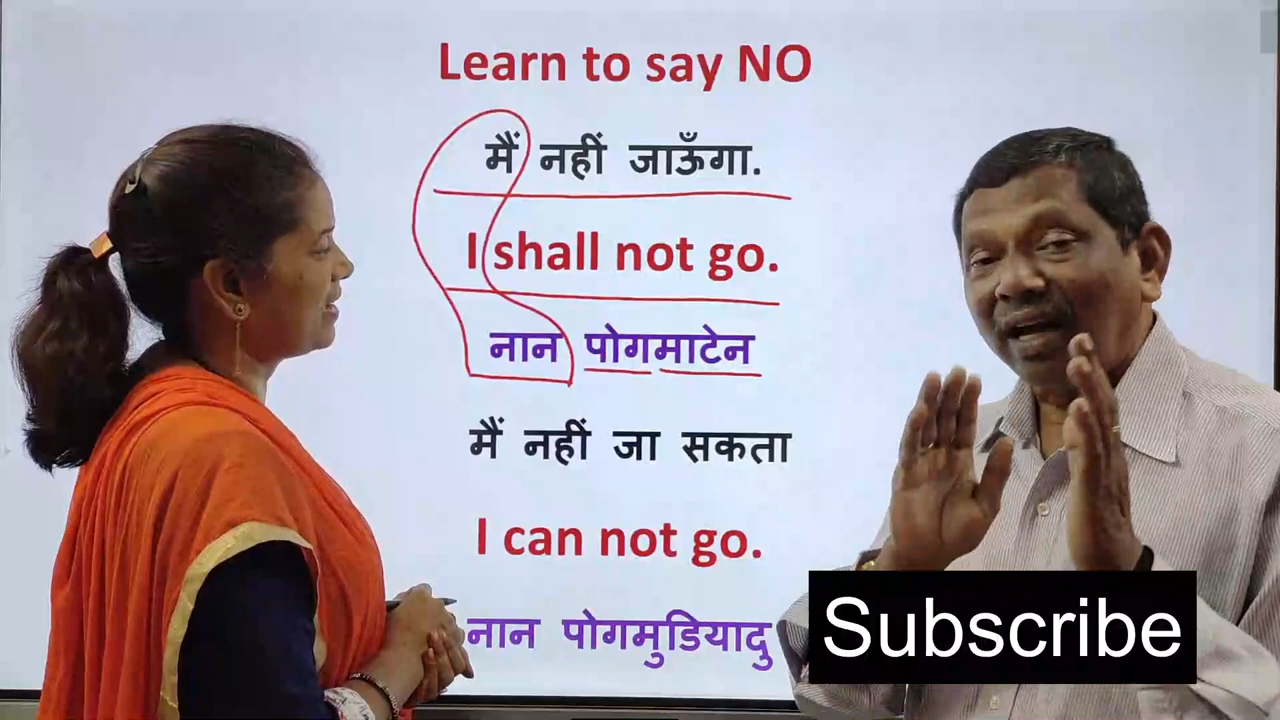 Learn to say NO
मैं नहीं जाऊँगा.
I shall not go.
नान पोगमाटेन
मैं नहीं जा सकता
I can not go.
नान पोगमुडियादु
Subscribe